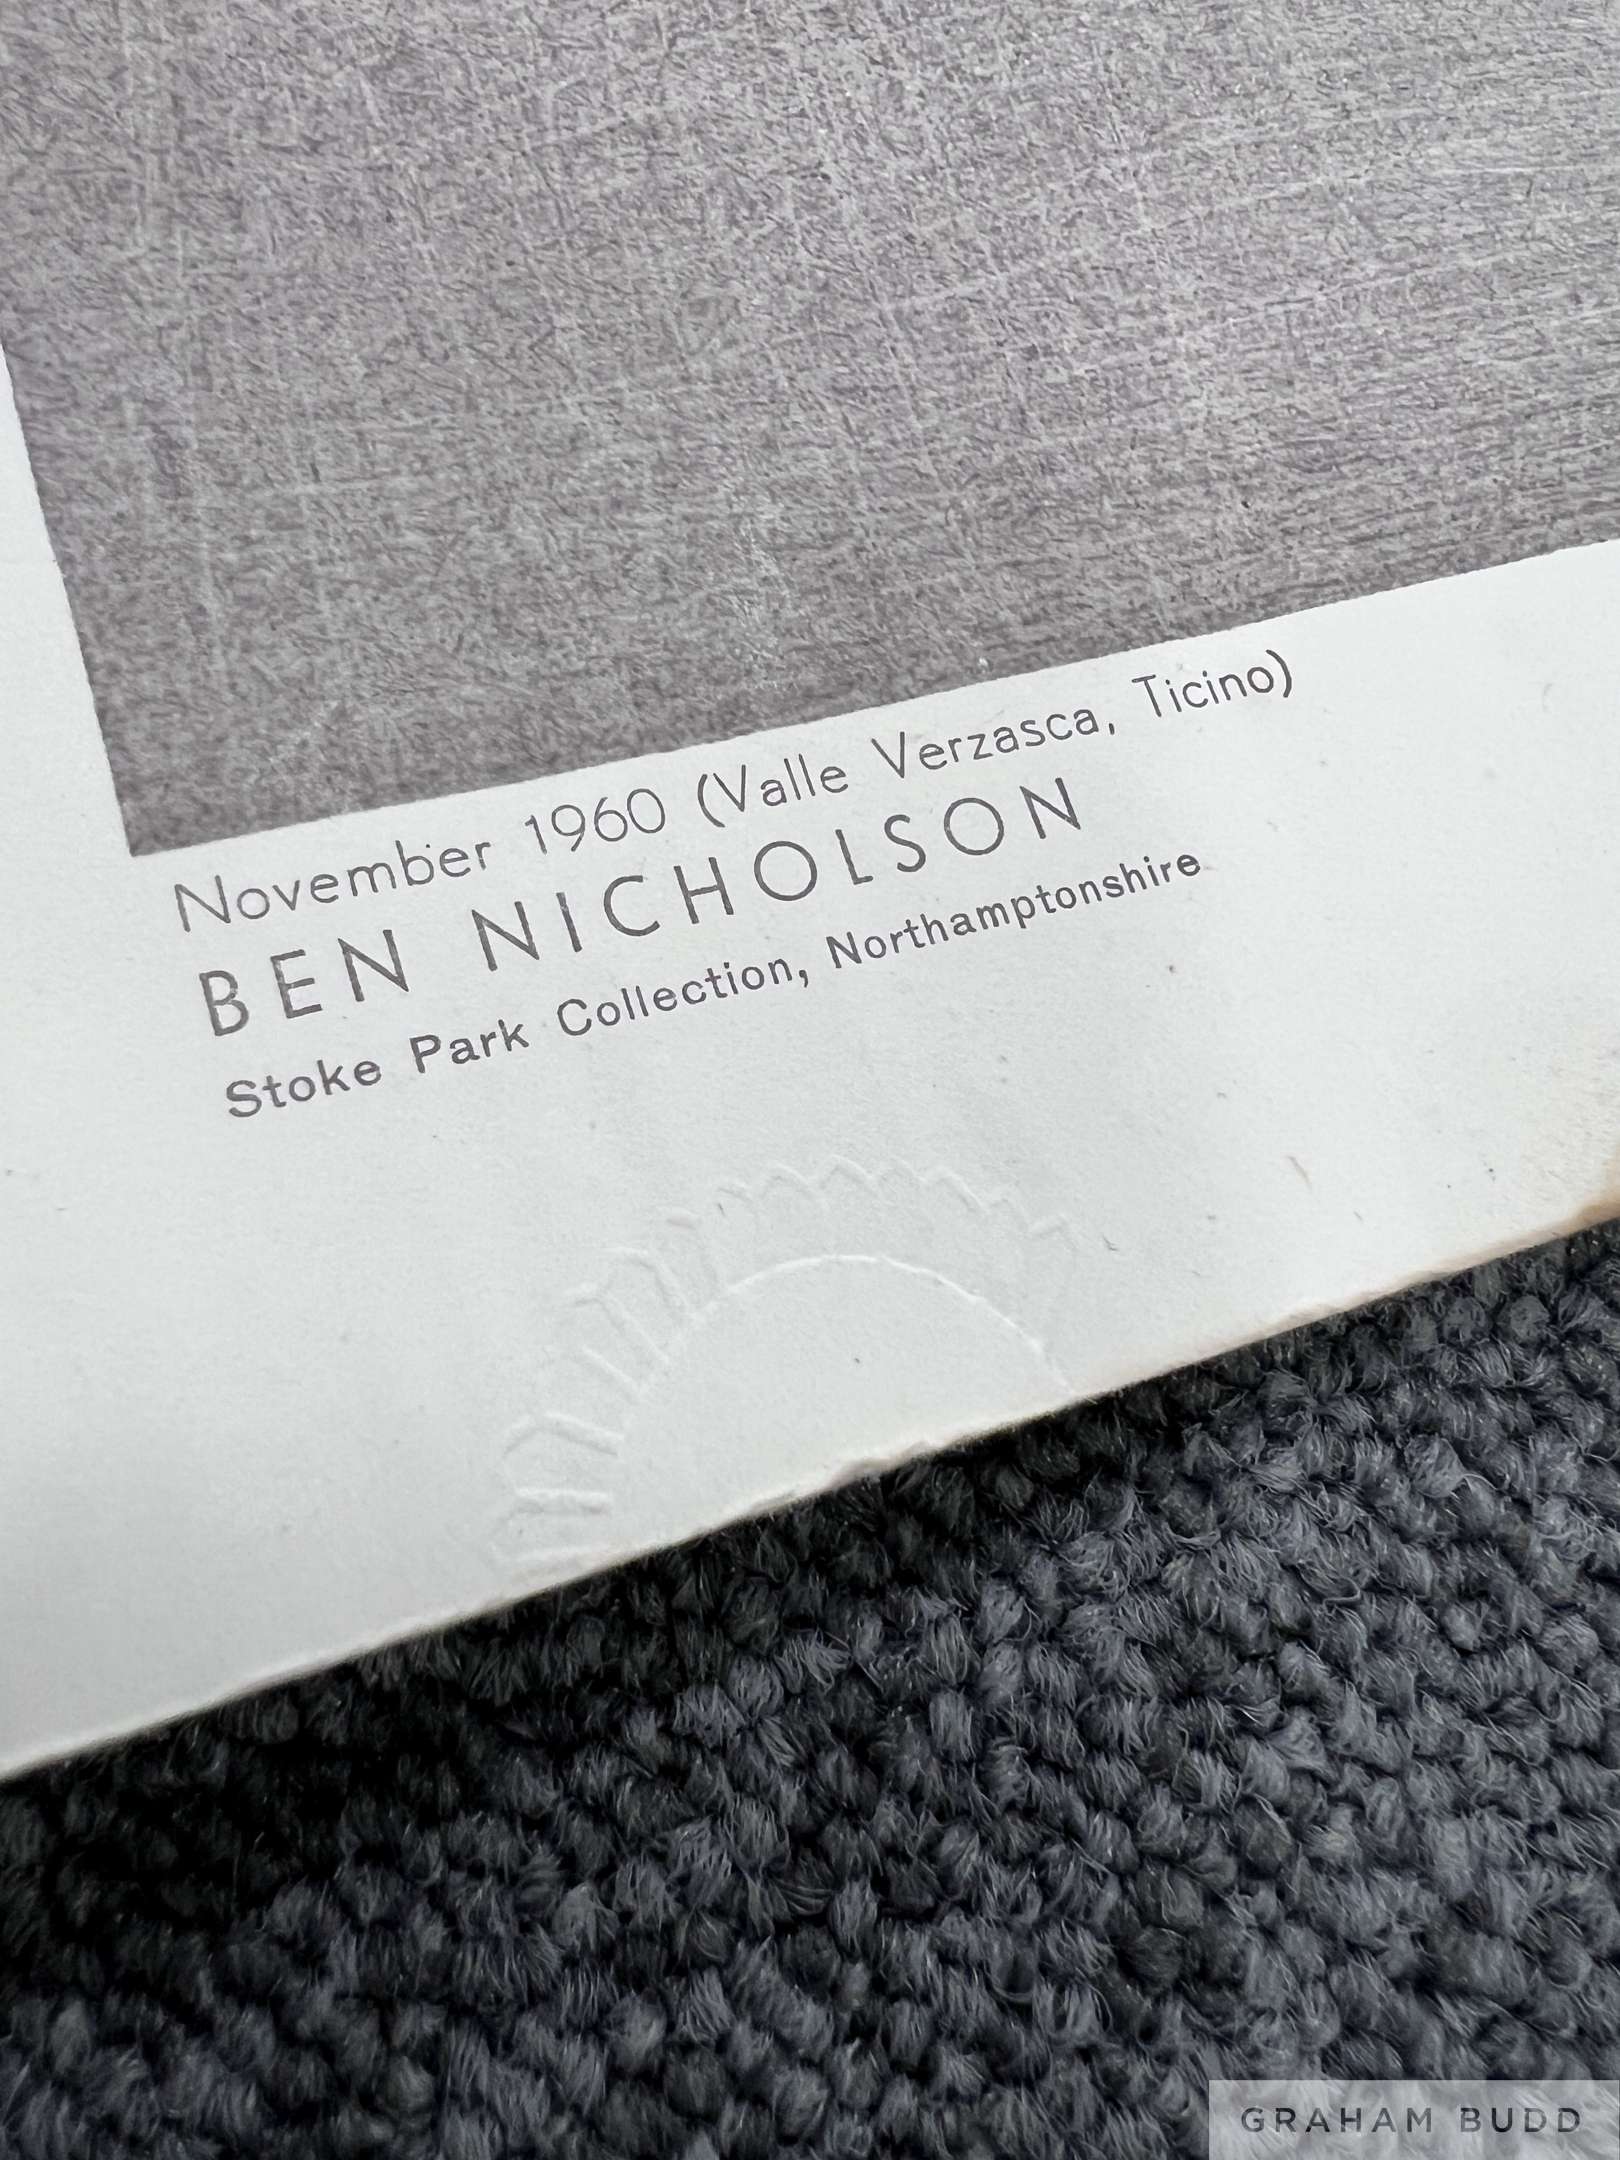 November 1960 (Valle Verzasca, Ticino)
BEN NICHOLSON
Stoke Park Collection, Northamptonshire
GRAHAM BUDD